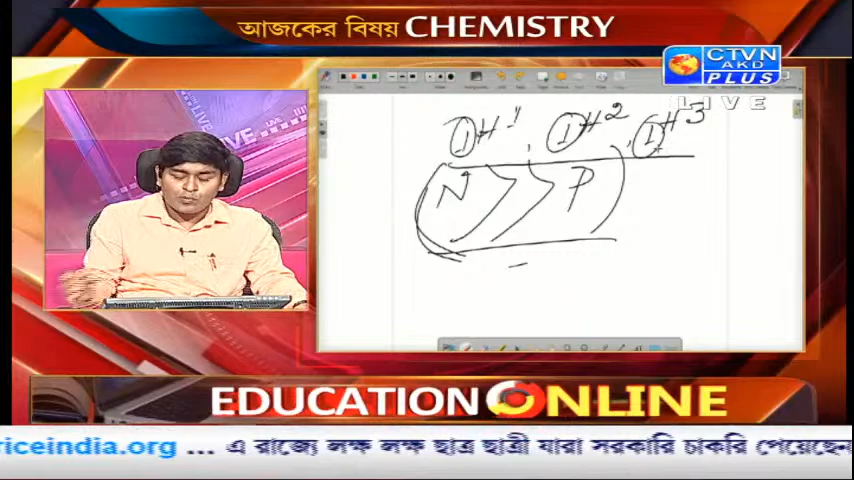 আজকের বিষয় CHEMISTRY
CTVN
AKD
PLUS
LIVE
1H1, 1H2, 1H3
N >> P
EDUCATION ONLINE
riceindia.org ... এ রাজ্যে লক্ষ লক্ষ ছাত্র ছাত্রী যারা সরকারি চাকরি পেয়েছেন